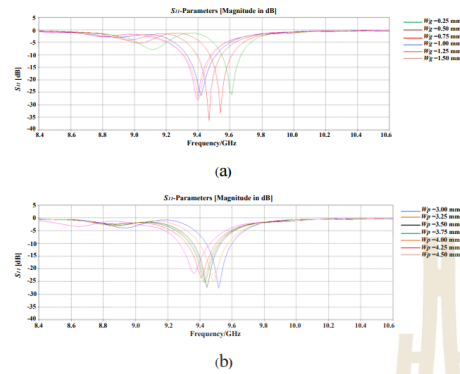 S11-Parameters [Magnitude in dB]
S11 [dB]
5
0
-5
-10
-15
-20
-25
-30
-35
-40
8.4 8.6 8.8 9.0 9.2 9.4 9.6 9.8 10.0 10.2 10.4 10.6
Frequency/GHz
Wg =0.25 mm
Wg =0.50 mm
Wg =0.75 mm
Wg =1.00 mm
Wg =1.25 mm
Wg =1.50 mm
(a)
S11-Parameters [Magnitude in dB]
S11 [dB]
5
0
-5
-10
-15
-20
-25
-30
-35
-40
8.4 8.6 8.8 9.0 9.2 9.4 9.6 9.8 10.0 10.2 10.4 10.6
Frequency/GHz
Wp =3.00 mm
Wp =3.25 mm
Wp =3.50 mm
Wp =3.75 mm
Wp =4.00 mm
Wp =4.25 mm
Wp =4.50 mm
(b)